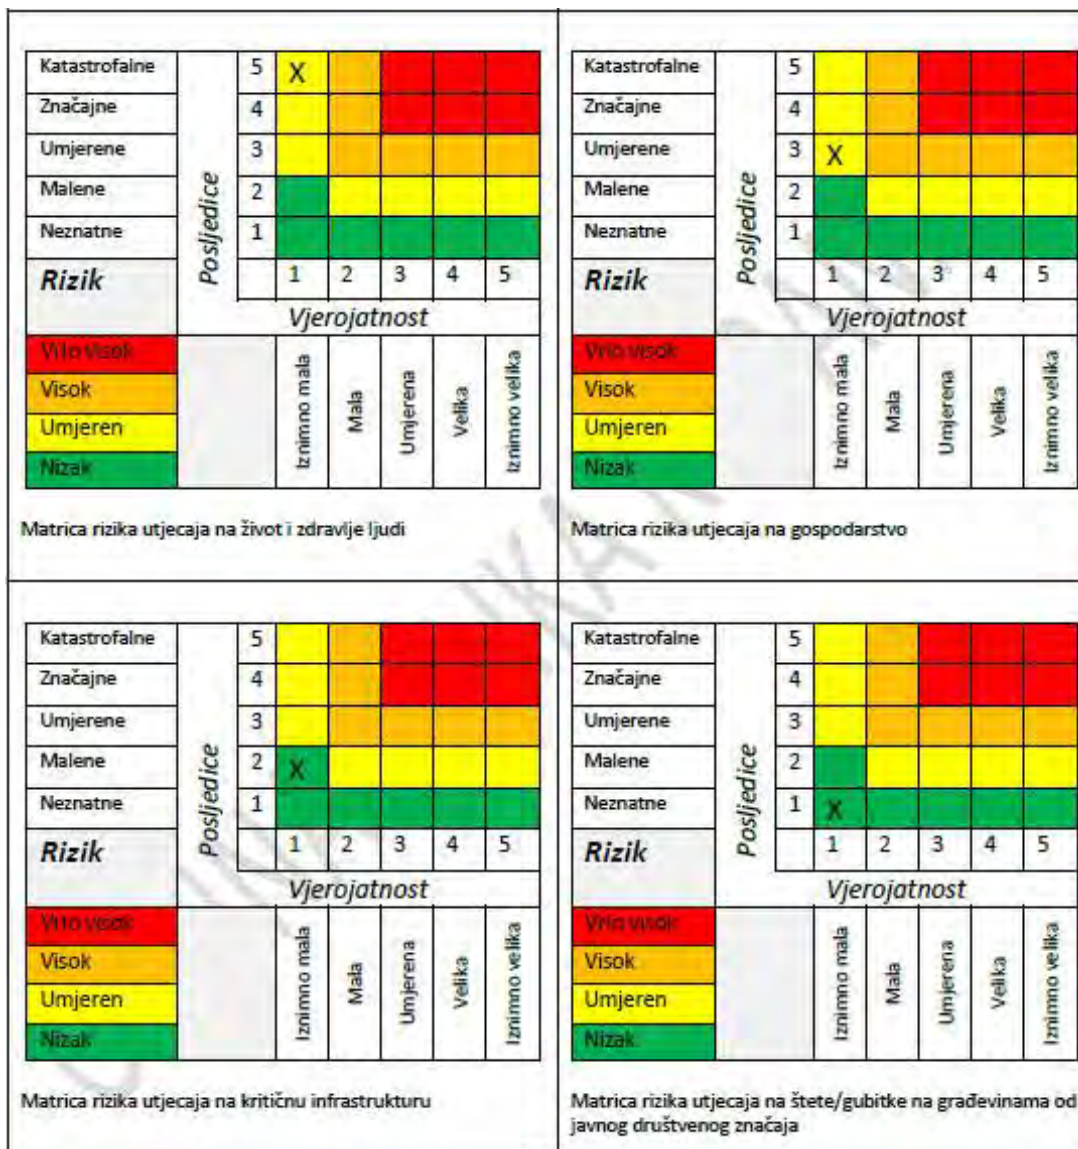 Katastrofalne 5 X
Značajne 4
Umjerene 3
Malene 2
Neznatne 1
Posljedice
Rizik 1 2 3 4 5
Vjerojatnost
Vrlo visok
Visok
Umjeren
Nizak
Iznimno mala
Mala
Umjerena
Velika
Iznimno velika
Matrica rizika utjecaja na život i zdravlje ljudi
Katastrofalne 5
Značajne 4
Umjerene 3 X
Malene 2
Neznatne 1
Posljedice
Rizik 1 2 3 4 5
Vjerojatnost
Vrlo visok
Visok
Umjeren
Nizak
Iznimno mala
Mala
Umjerena
Velika
Iznimno velika
Matrica rizika utjecaja na gospodarstvo
Katastrofalne 5
Značajne 4
Umjerene 3
Malene 2 X
Neznatne 1
Posljedice
Rizik 1 2 3 4 5
Vjerojatnost
Vrlo visok
Visok
Umjeren
Nizak
Iznimno mala
Mala
Umjerena
Velika
Iznimno velika
Matrica rizika utjecaja na kritičnu infrastrukturu
Katastrofalne 5
Značajne 4
Umjerene 3
Malene 2
Neznatne 1 X
Posljedice
Rizik 1 2 3 4 5
Vjerojatnost
Vrlo visok
Visok
Umjeren
Nizak
Iznimno mala
Mala
Umjerena
Velika
Iznimno velika
Matrica rizika utjecaja na štete/gubitke na građevinama od
javnog društvenog značaja